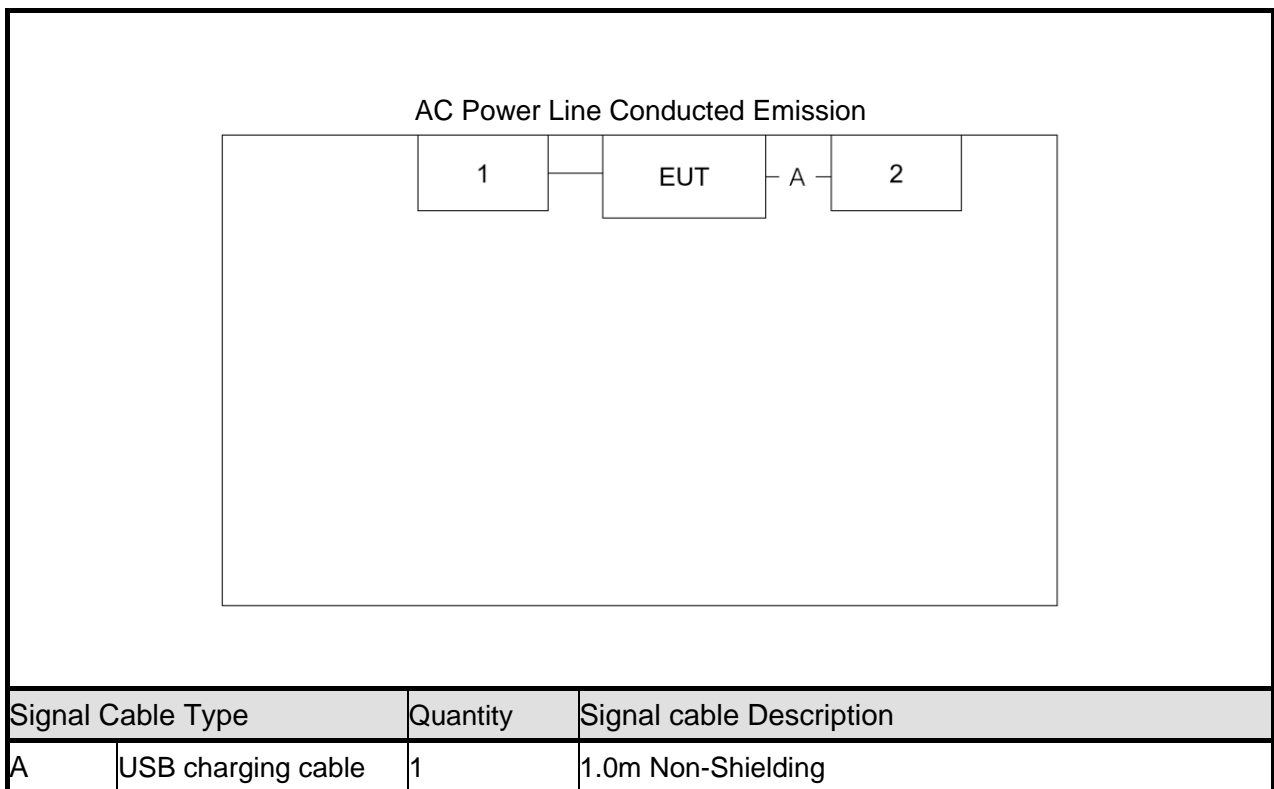 AC Power Line Conducted Emission
1 EUT A 2
Signal Cable Type Quantity Signal cable Description
A USB charging cable 1 1.0m Non-Shielding